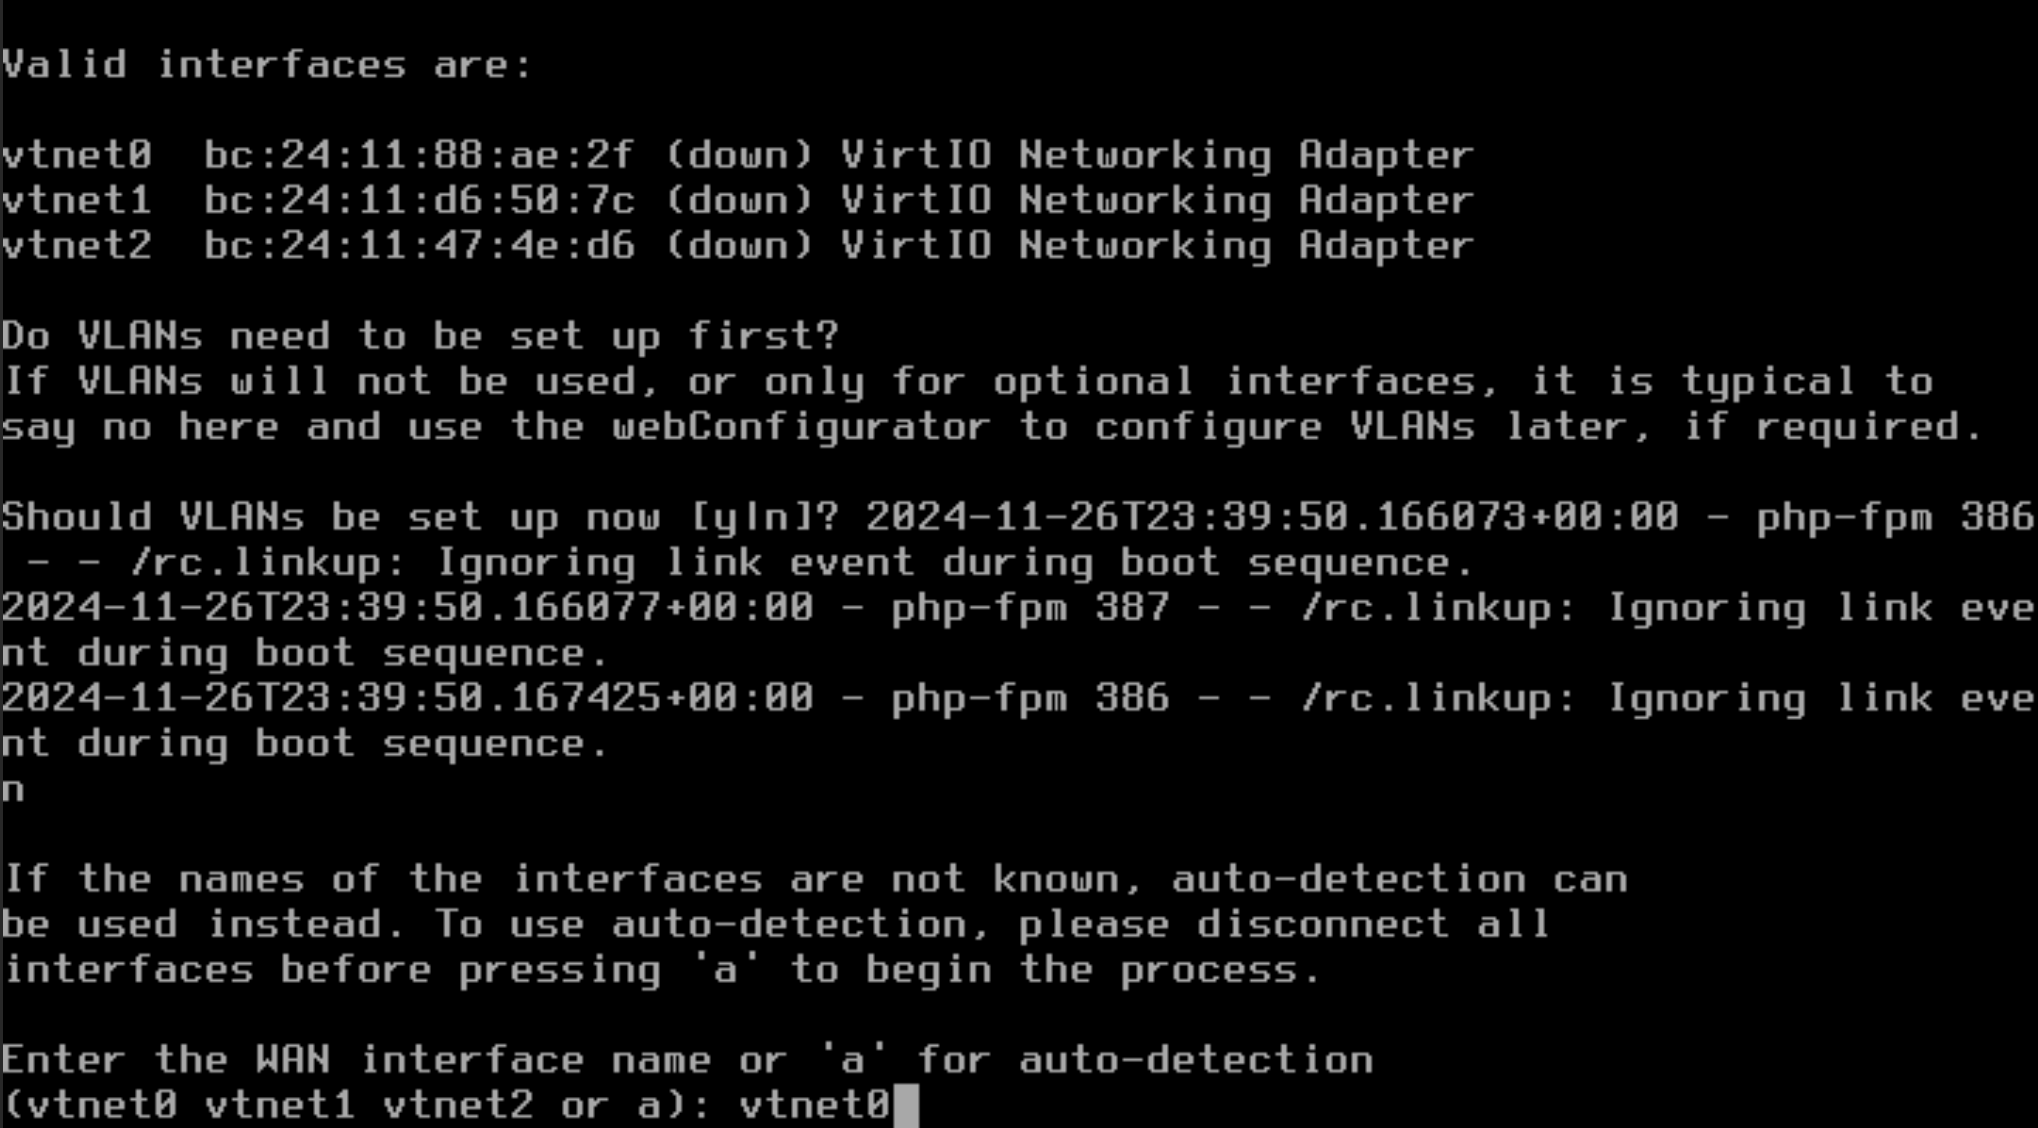 Valid interfaces are:
vtnet0  bc:24:11:88:ae:2f (down) VirtIO Networking Adapter
vtnet1  bc:24:11:d6:50:7c (down) VirtIO Networking Adapter
vtnet2  bc:24:11:47:4e:d6 (down) VirtIO Networking Adapter
Do VLANs need to be set up first?
If VLANs will not be used, or only for optional interfaces, it is typical to
say no here and use the webConfigurator to configure VLANs later, if required.
Should VLANs be set up now [y|n]? 2024-11-26T23:39:50.166073+00:00 - php-fpm 386
 - - /rc.linkup: Ignoring link event during boot sequence.
2024-11-26T23:39:50.166077+00:00 - php-fpm 387 - - /rc.linkup: Ignoring link eve
nt during boot sequence.
2024-11-26T23:39:50.167425+00:00 - php-fpm 386 - - /rc.linkup: Ignoring link eve
nt during boot sequence.
n
If the names of the interfaces are not known, auto-detection can
be used instead. To use auto-detection, please disconnect all
interfaces before pressing 'a' to begin the process.
Enter the WAN interface name or 'a' for auto-detection
(vtnet0 vtnet1 vtnet2 or a): vtnet0